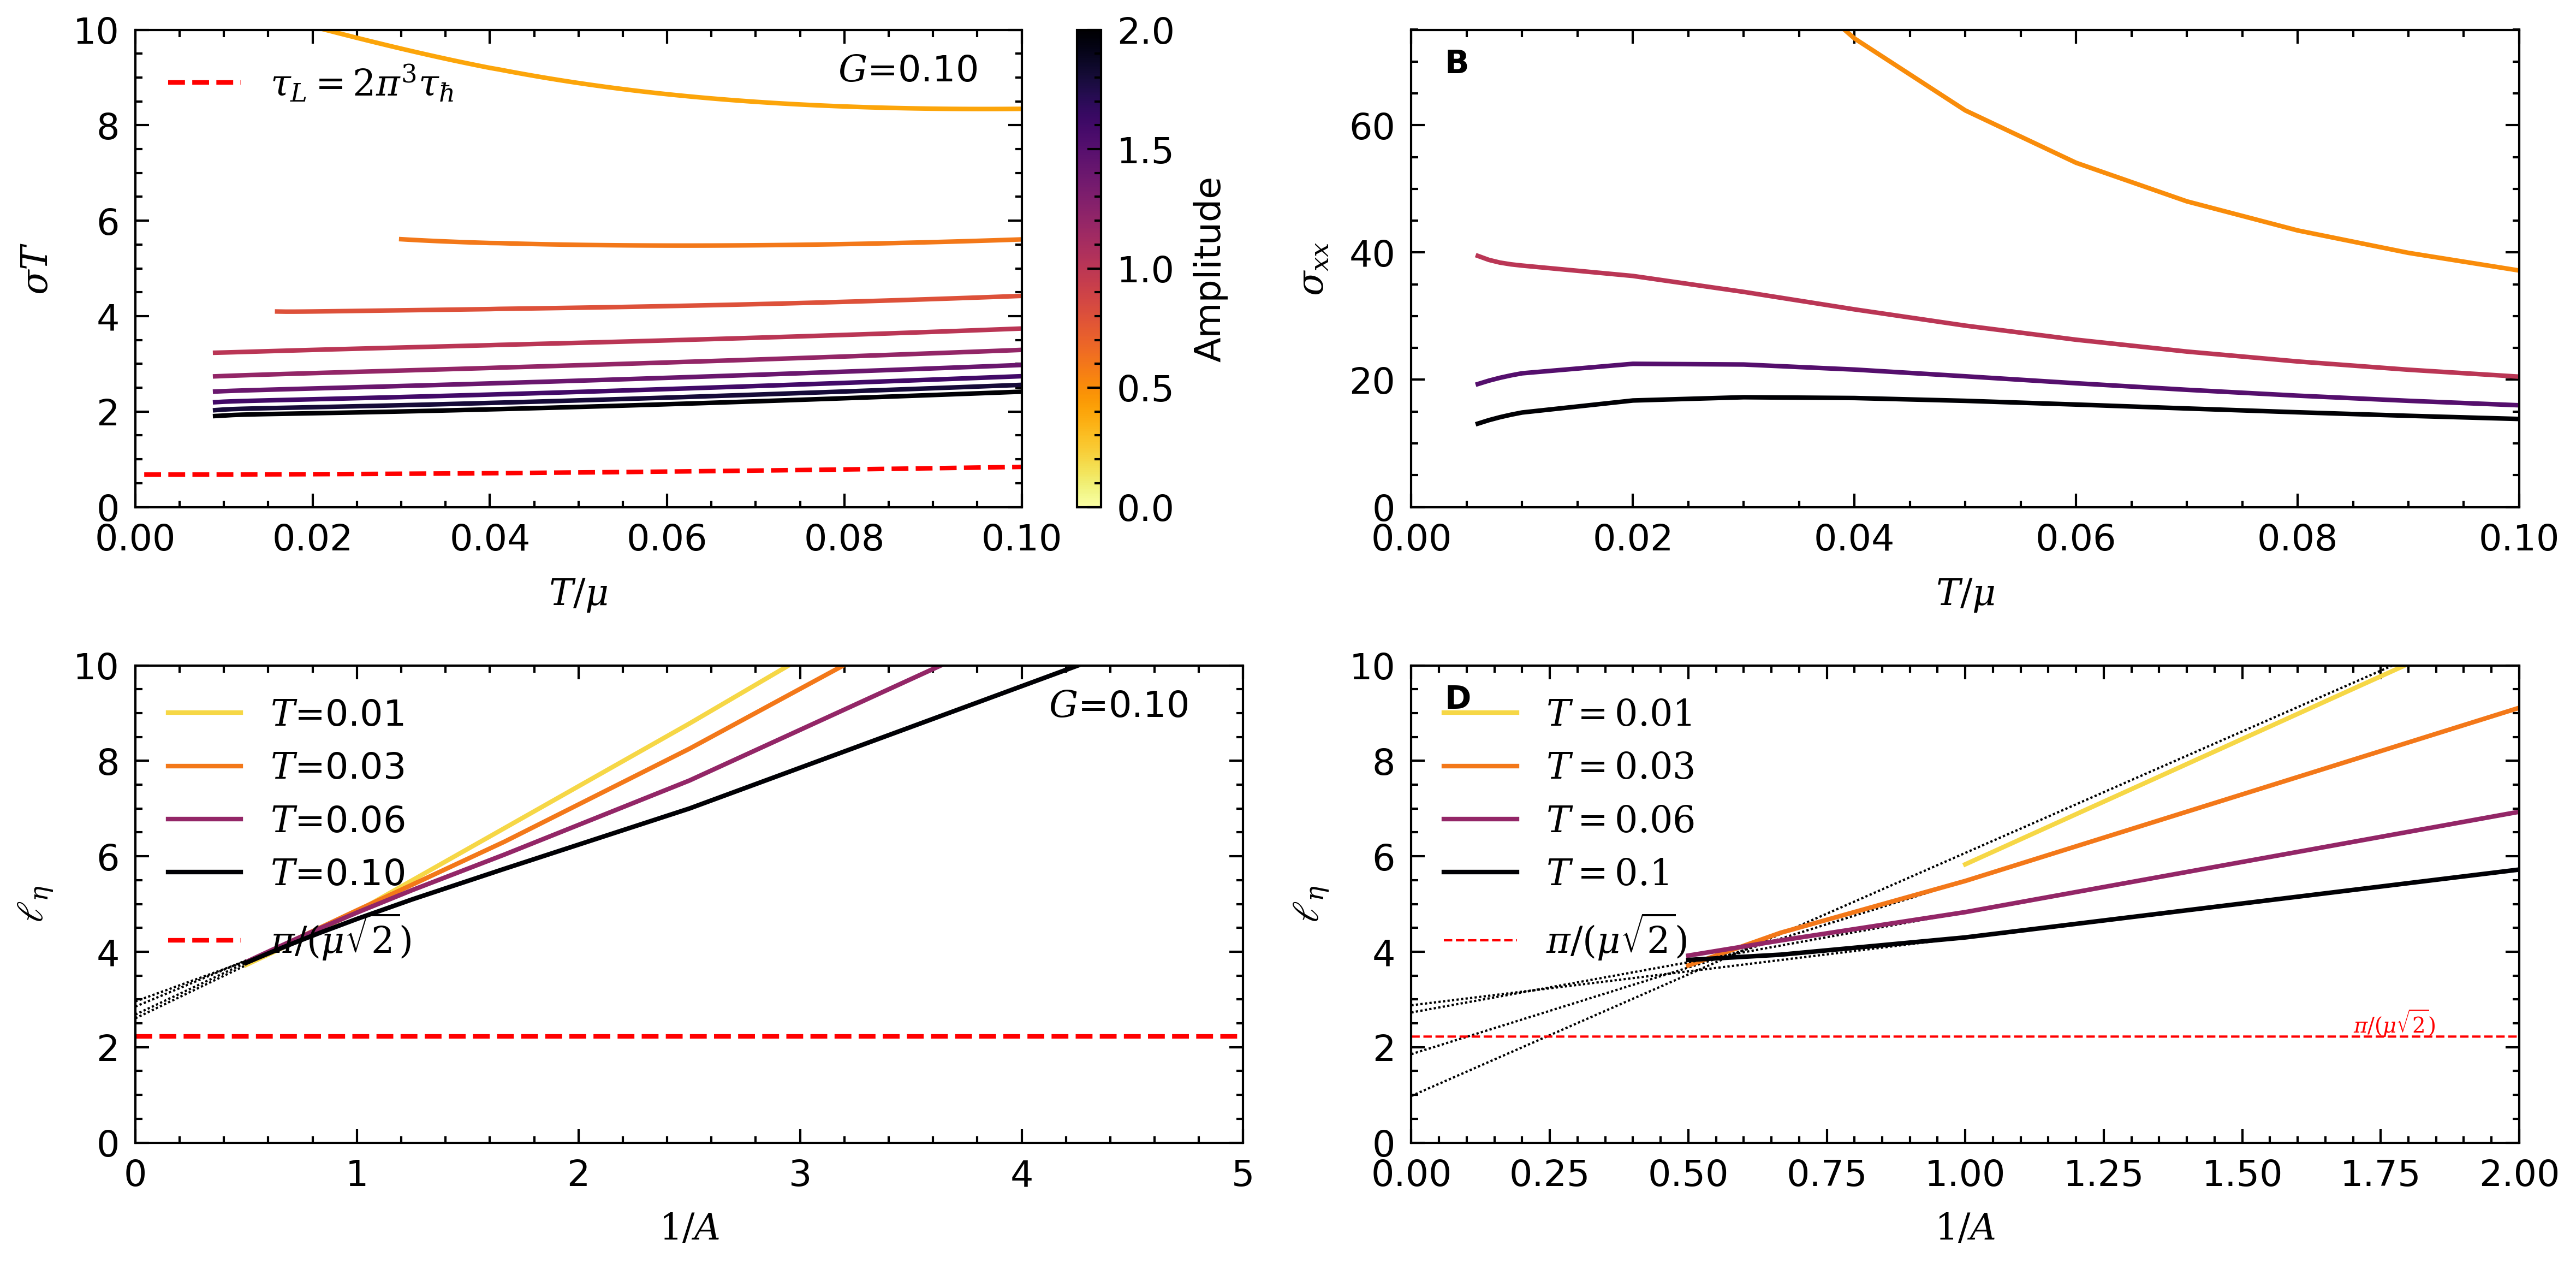 10
8
6
4
2
0
σT
τ_L = 2π³τ_ħ
G=0.10
0.00 0.02 0.04 0.06 0.08 0.10
T/μ
2.0
1.5
1.0
0.5
0.0
Amplitude
B
60
40
20
0
σ_xx
0.00 0.02 0.04 0.06 0.08 0.10
T/μ
10
8
6
4
2
0
ℓ_η
T=0.01
T=0.03
T=0.06
T=0.10
π/(μ√2)
G=0.10
0 1 2 3 4 5
1/A
10
8
6
4
2
0
ℓ_η
D
T = 0.01
T = 0.03
T = 0.06
T = 0.1
π/(μ√2)
π/(μ√2)
0.00 0.25 0.50 0.75 1.00 1.25 1.50 1.75 2.00
1/A